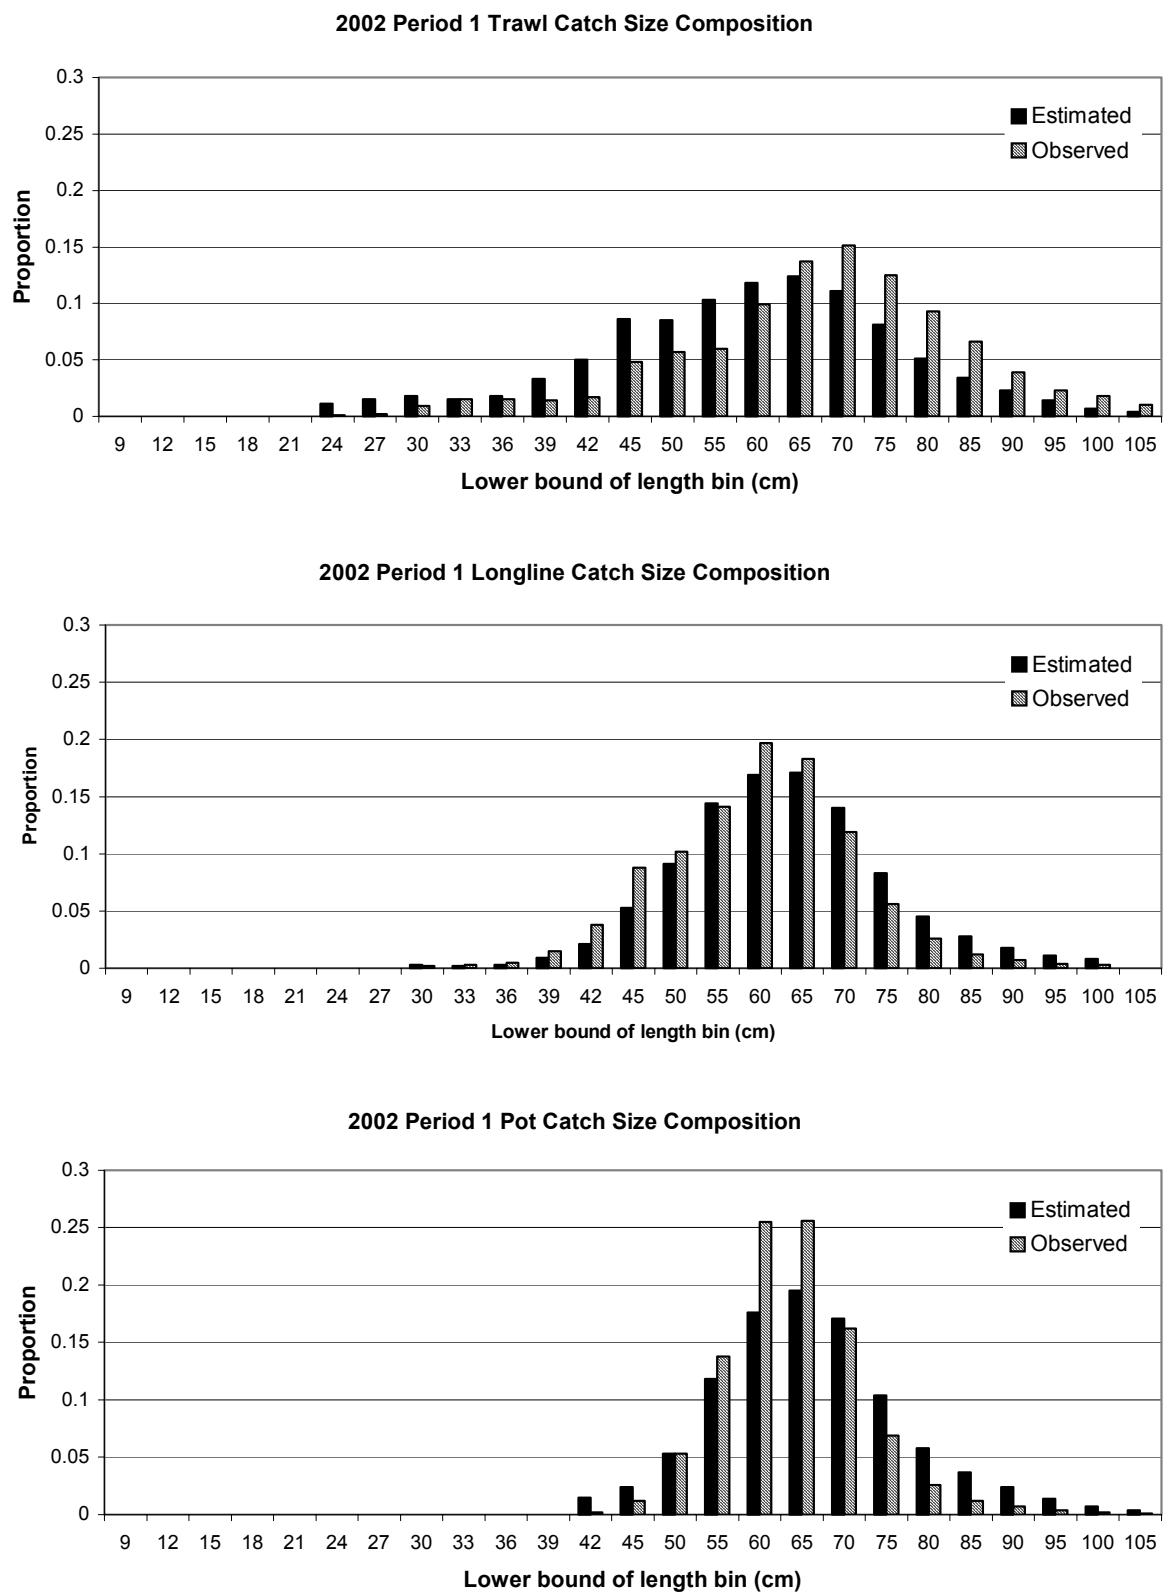 2002 Period 1 Trawl Catch Size Composition
0.3
0.25
0.2
0.15
0.1
0.05
0
Proportion
Estimated
Observed
9 12 15 18 21 24 27 30 33 36 39 42 45 50 55 60 65 70 75 80 85 90 95 100 105
Lower bound of length bin (cm)
2002 Period 1 Longline Catch Size Composition
0.3
0.25
0.2
0.15
0.1
0.05
0
Proportion
Estimated
Observed
9 12 15 18 21 24 27 30 33 36 39 42 45 50 55 60 65 70 75 80 85 90 95 100 105
Lower bound of length bin (cm)
2002 Period 1 Pot Catch Size Composition
0.3
0.25
0.2
0.15
0.1
0.05
0
Proportion
Estimated
Observed
9 12 15 18 21 24 27 30 33 36 39 42 45 50 55 60 65 70 75 80 85 90 95 100 105
Lower bound of length bin (cm)